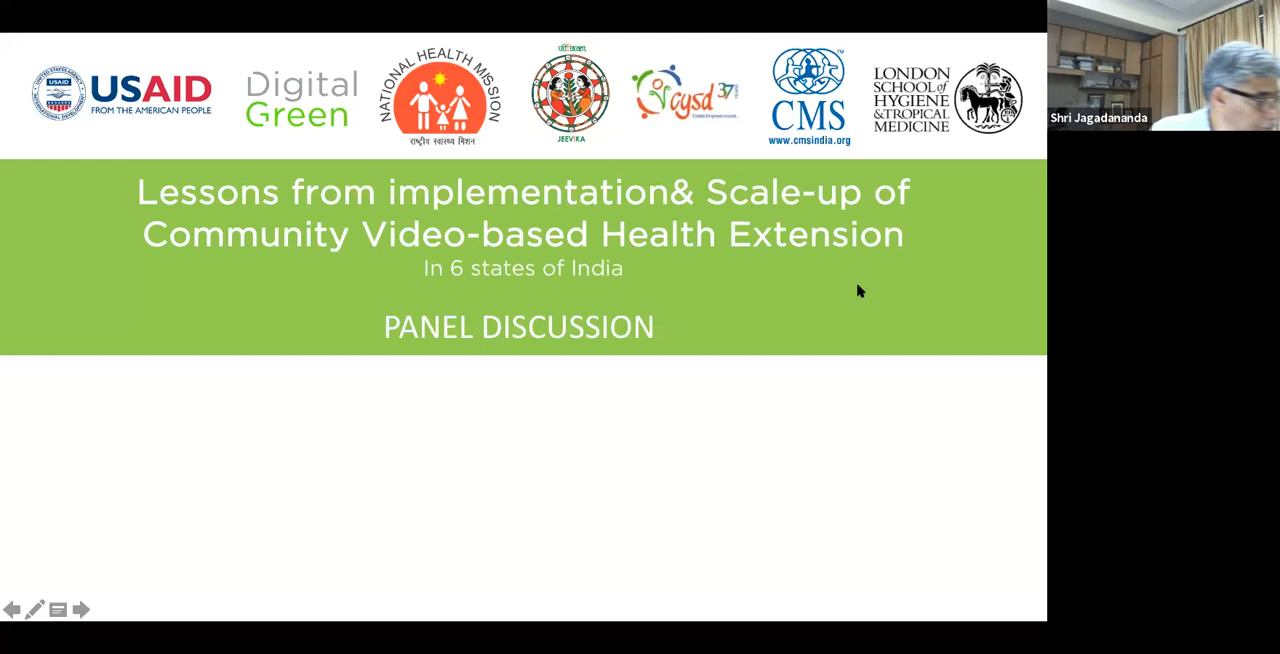 USAID
FROM THE AMERICAN PEOPLE
Digital
Green
NATIONAL HEALTH MISSION
राष्ट्रीय स्वास्थ्य मिशन
JEEVIKA
cysd 37
CMS
TM
www.cmsindia.org
LONDON
SCHOOL of
HYGIENE
&TROPICAL
MEDICINE
Shri Jagadananda
Lessons from implementation& Scale-up of
Community Video-based Health Extension
In 6 states of India
PANEL DISCUSSION